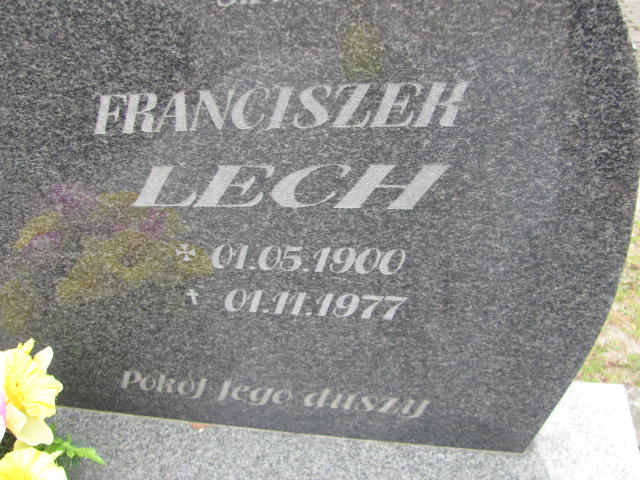 FRANCISZEK
LECH
* 01.05.1900
† 01.11.1977
Pokój Jego duszy